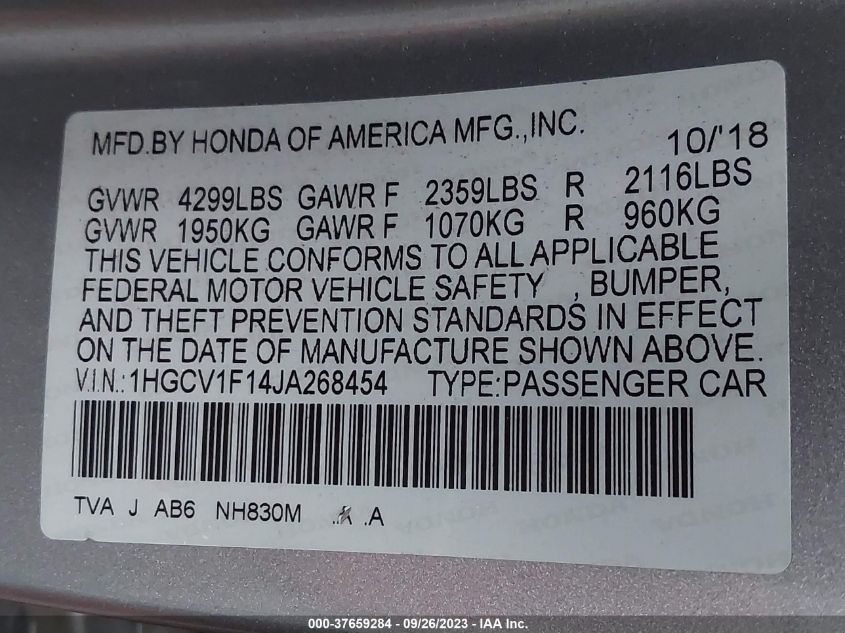 MFD.BY HONDA OF AMERICA MFG.,INC. 10/'18
GVWR 4299LBS GAWR F 2359LBS R 2116LBS
GVWR 1950KG GAWR F 1070KG R 960KG
THIS VEHICLE CONFORMS TO ALL APPLICABLE
FEDERAL MOTOR VEHICLE SAFETY , BUMPER,
AND THEFT PREVENTION STANDARDS IN EFFECT
ON THE DATE OF MANUFACTURE SHOWN ABOVE.
V.I.N.:1HGCV1F14JA268454 TYPE:PASSENGER CAR
TVA J AB6 NH830M .A
000-37659284 - 09/26/2023 - IAA Inc.